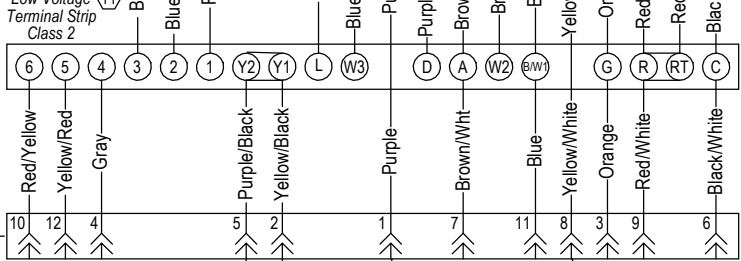 Low Voltage
Terminal Strip
Class 2
Blue
Blue
Purple
Yellow
6 5 4 3 2 1 Y2 Y1 L W3 D A W2 B/W1 G R RT C
Red/Yellow
Yellow/Red
Gray
Purple/Black
Yellow/Black
Purple
Brown/Wht
Blue
Yellow/White
Orange
Red/White
Black/White
10 12 4 5 2 1 7 11 8 3 9 6